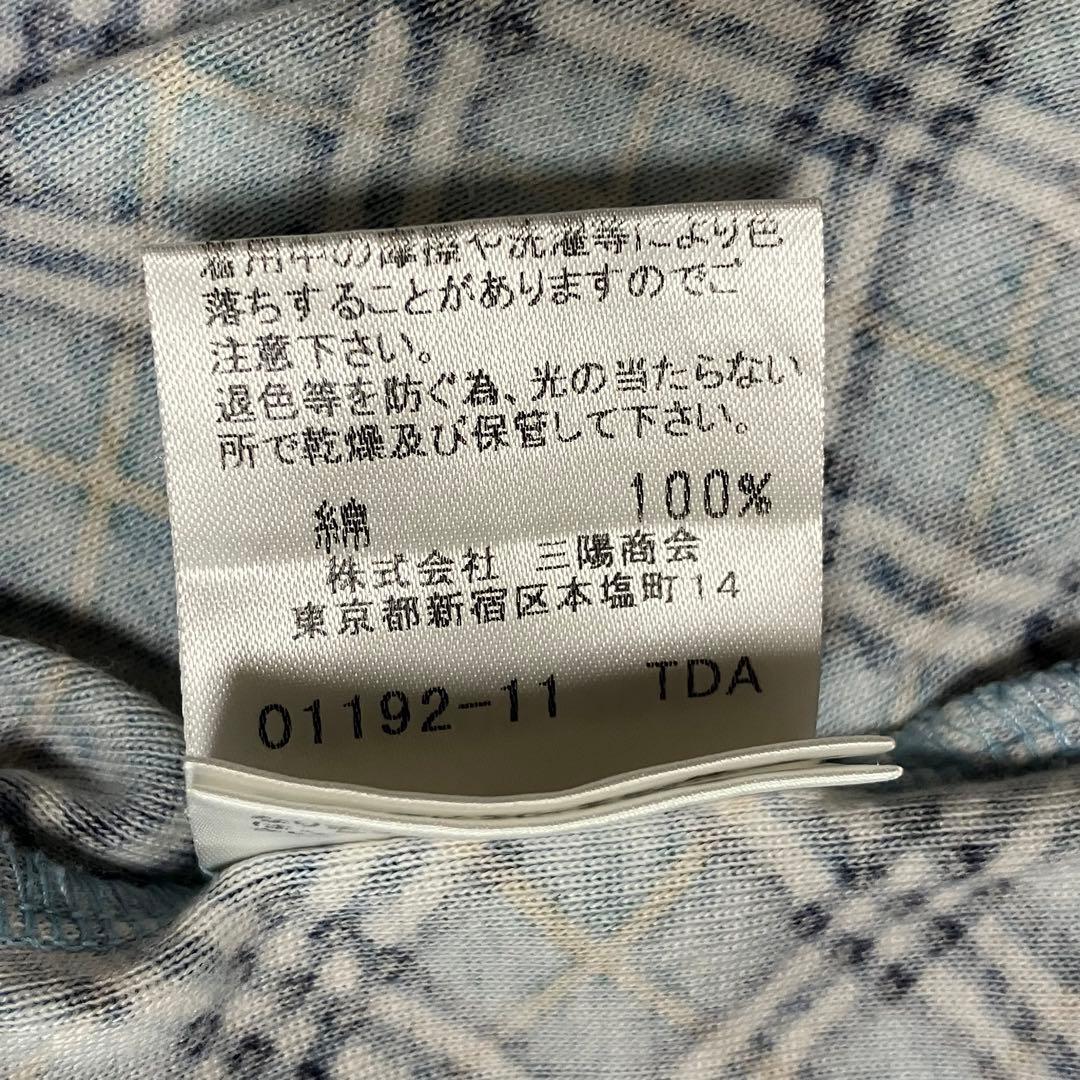 着用中の摩擦や洗濯等により色
落ちすることがありますのでご
注意下さい。
退色等を防ぐ為、光の当たらない
所で乾燥及び保管して下さい。
綿 100%
株式会社 三陽商会
東京都新宿区本塩町14
01192-11 TDA